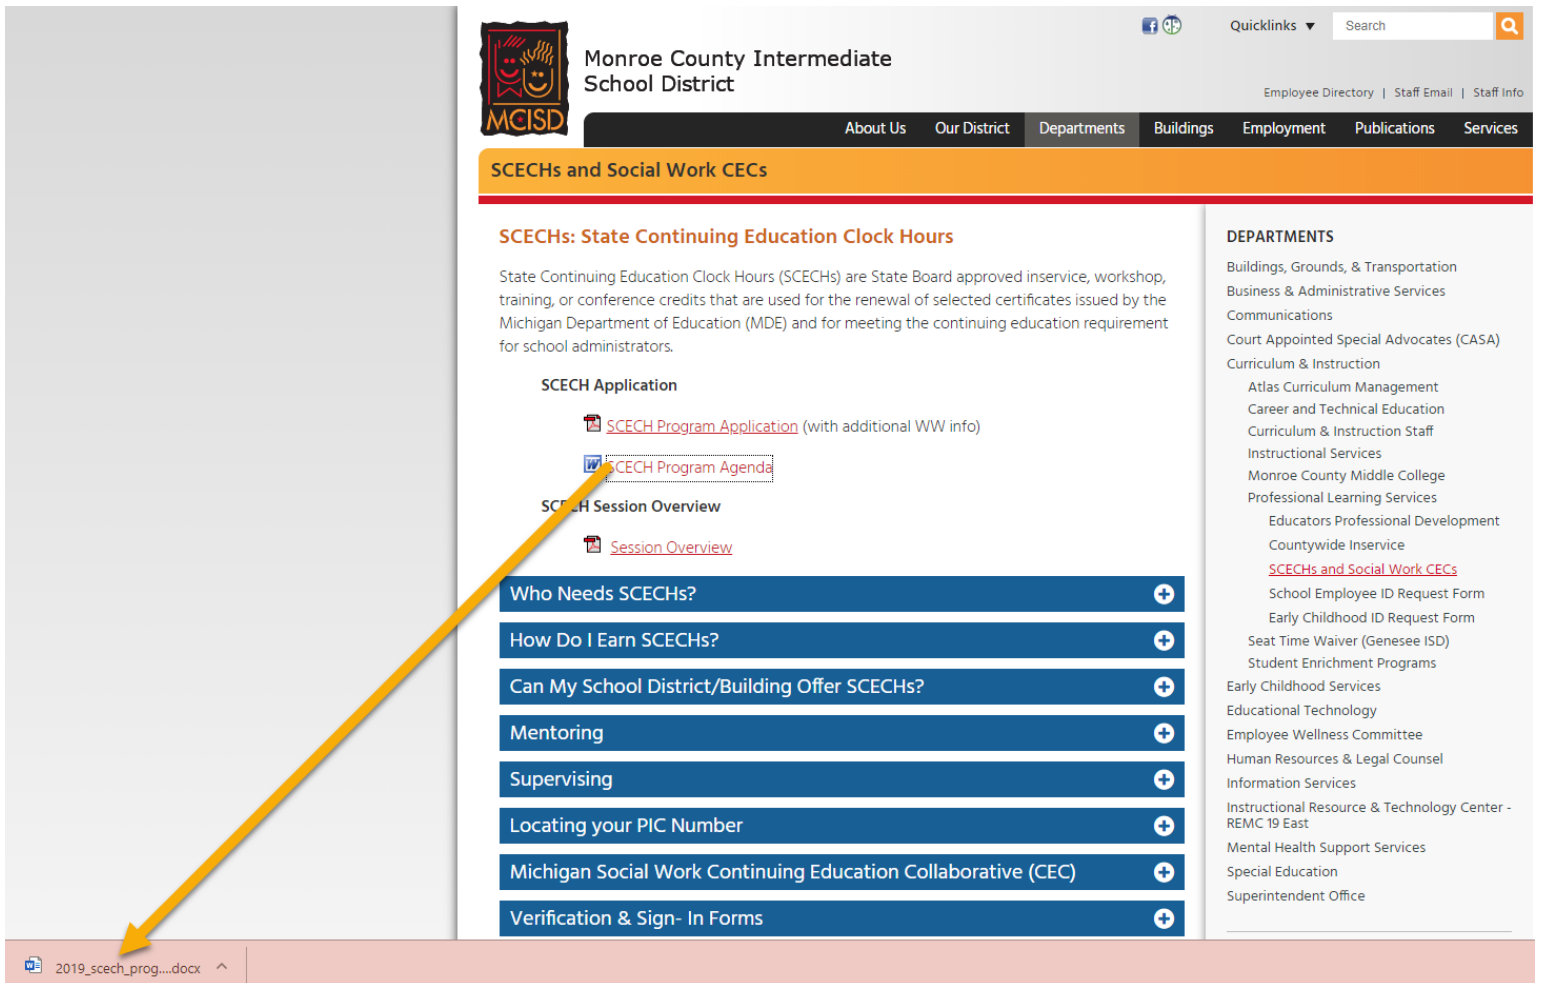 Quicklinks ▼
Search
Monroe County Intermediate
School District
Employee Directory | Staff Email | Staff Info
MCISD
About Us Our District Departments Buildings Employment Publications Services
SCECHs and Social Work CECs
SCECHs: State Continuing Education Clock Hours
State Continuing Education Clock Hours (SCECHs) are State Board approved inservice, workshop,
training, or conference credits that are used for the renewal of selected certificates issued by the
Michigan Department of Education (MDE) and for meeting the continuing education requirement
for school administrators.
SCECH Application
SCECH Program Application (with additional WW info)
SCECH Program Agenda
SCECH Session Overview
Session Overview
Who Needs SCECHs?
How Do I Earn SCECHs?
Can My School District/Building Offer SCECHs?
Mentoring
Supervising
Locating your PIC Number
Michigan Social Work Continuing Education Collaborative (CEC)
Verification & Sign- In Forms
DEPARTMENTS
Buildings, Grounds, & Transportation
Business & Administrative Services
Communications
Court Appointed Special Advocates (CASA)
Curriculum & Instruction
Atlas Curriculum Management
Career and Technical Education
Curriculum & Instruction Staff
Instructional Services
Monroe County Middle College
Professional Learning Services
Educators Professional Development
Countywide Inservice
SCECHs and Social Work CECs
School Employee ID Request Form
Early Childhood ID Request Form
Seat Time Waiver (Genesee ISD)
Student Enrichment Programs
Early Childhood Services
Educational Technology
Employee Wellness Committee
Human Resources & Legal Counsel
Information Services
Instructional Resource & Technology Center -
REMC 19 East
Mental Health Support Services
Special Education
Superintendent Office
2019_scech_prog....docx